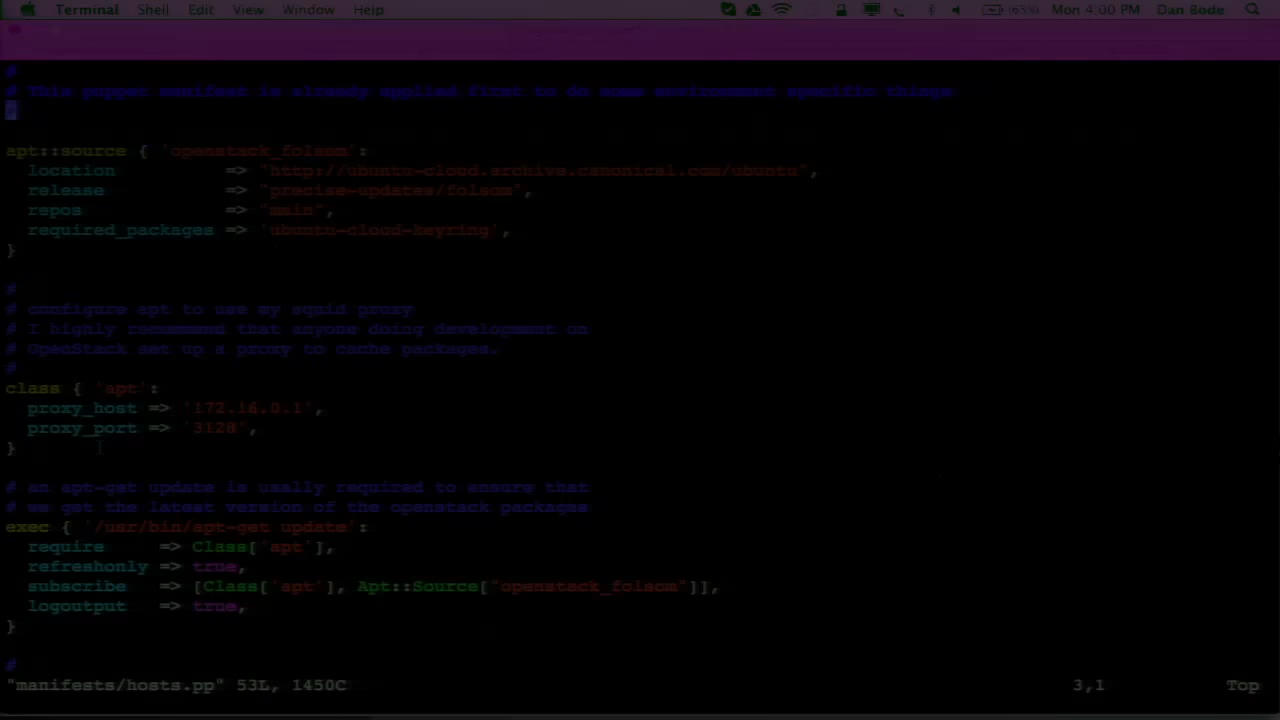 Terminal Shell Edit View Window Help (63%) Mon 4:00 PM Dan Bode
#
# This puppet manifest is already applied first to do some environment specific things
#
apt::source { 'openstack_folsom':
location => "http://ubuntu-cloud.archive.canonical.com/ubuntu",
release => "precise-updates/folsom",
repos => "main",
required_packages => 'ubuntu-cloud-keyring',
}
#
# configure apt to use my squid proxy
# I highly recommend that anyone doing development on
# OpenStack set up a proxy to cache packages.
#
class { 'apt':
proxy_host => '172.16.0.1',
proxy_port => '3128',
}
# an apt-get update is usally required to ensure that
# we get the latest version of the openstack packages
exec { '/usr/bin/apt-get update':
require => Class['apt'],
refreshonly => true,
subscribe => [Class['apt'], Apt::Source["openstack_folsom"]],
logoutput => true,
}
#
"manifests/hosts.pp" 53L, 1450C 3,1 Top